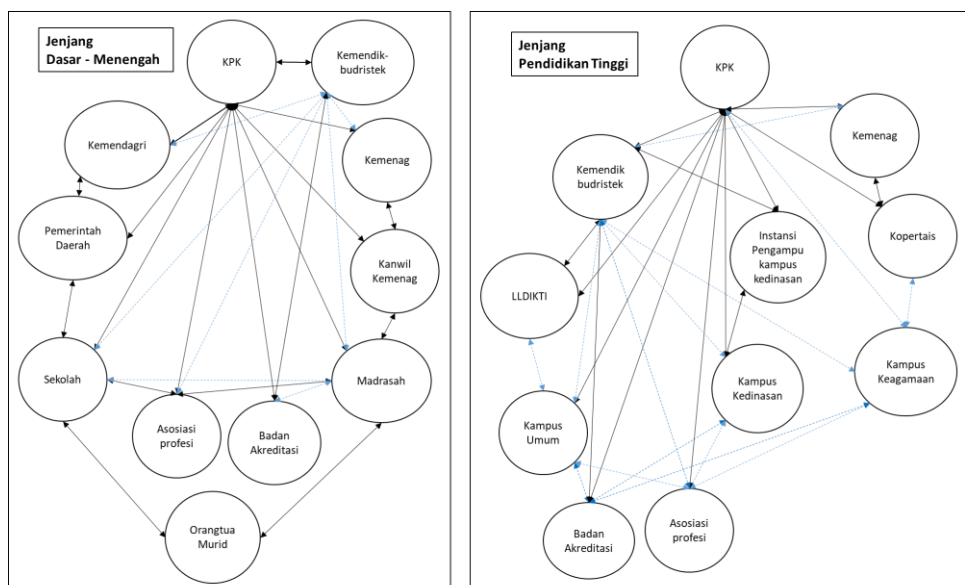 Jenjang
Dasar - Menengah
KPK
Kemendik-
budristek
Kemendagri
Kemenag
Pemerintah
Daerah
Kanwil
Kemenag
Sekolah
Madrasah
Asosiasi
profesi
Badan
Akreditasi
Orangtua
Murid
Jenjang
Pendidikan Tinggi
KPK
Kemenag
Kemendik
budristek
Instansi
Pengampu
kampus
kedinasan
Kopertais
LLDIKTI
Kampus
Keagamaan
Kampus
Kedinasan
Kampus
Umum
Badan
Akreditasi
Asosiasi
profesi